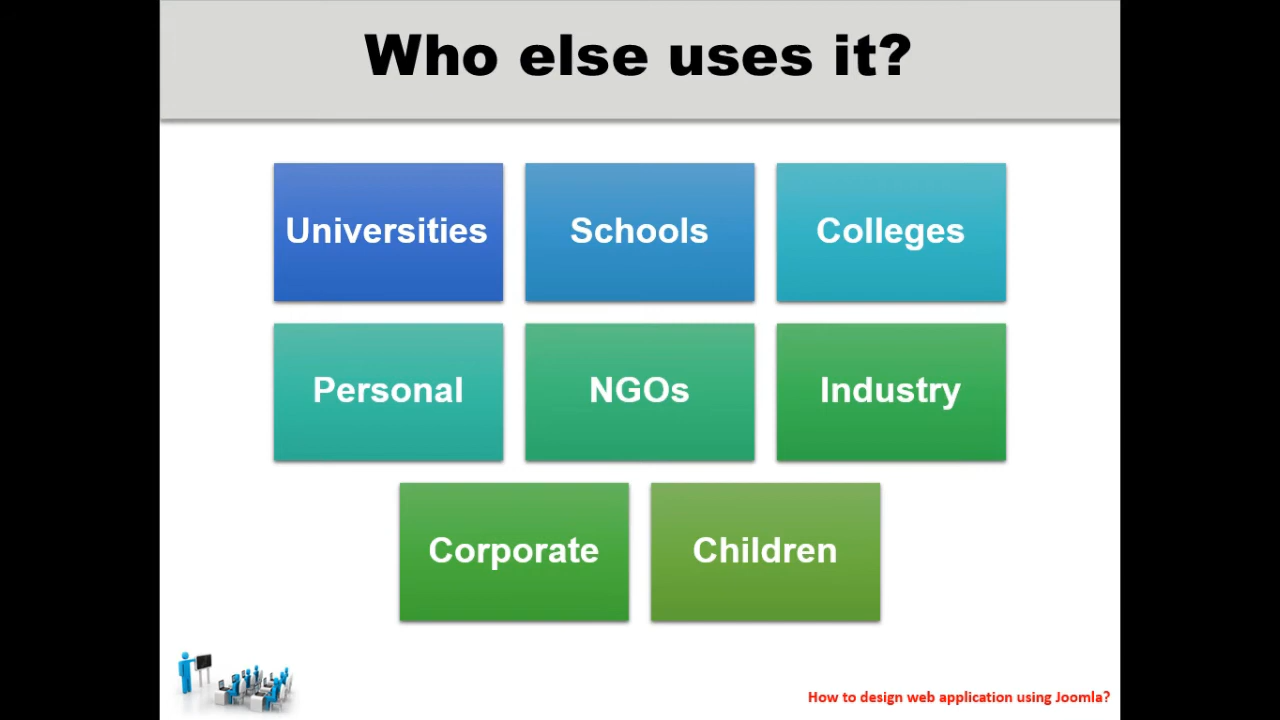 Who else uses it?
Universities
Schools
Colleges
Personal
NGOs
Industry
Corporate
Children
How to design web application using Joomla?